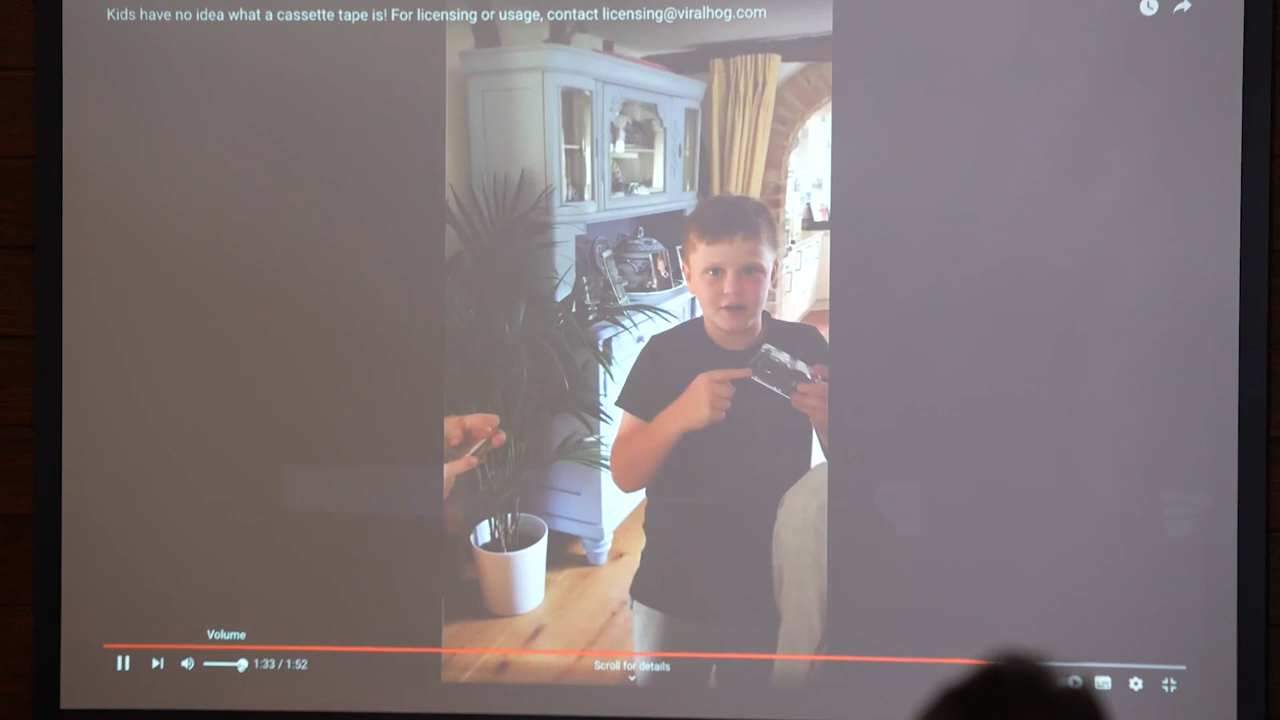 Kids have no idea what a cassette tape is! For licensing or usage, contact licensing@viralhog.com
Volume
1:33 / 1:52
Scroll for details